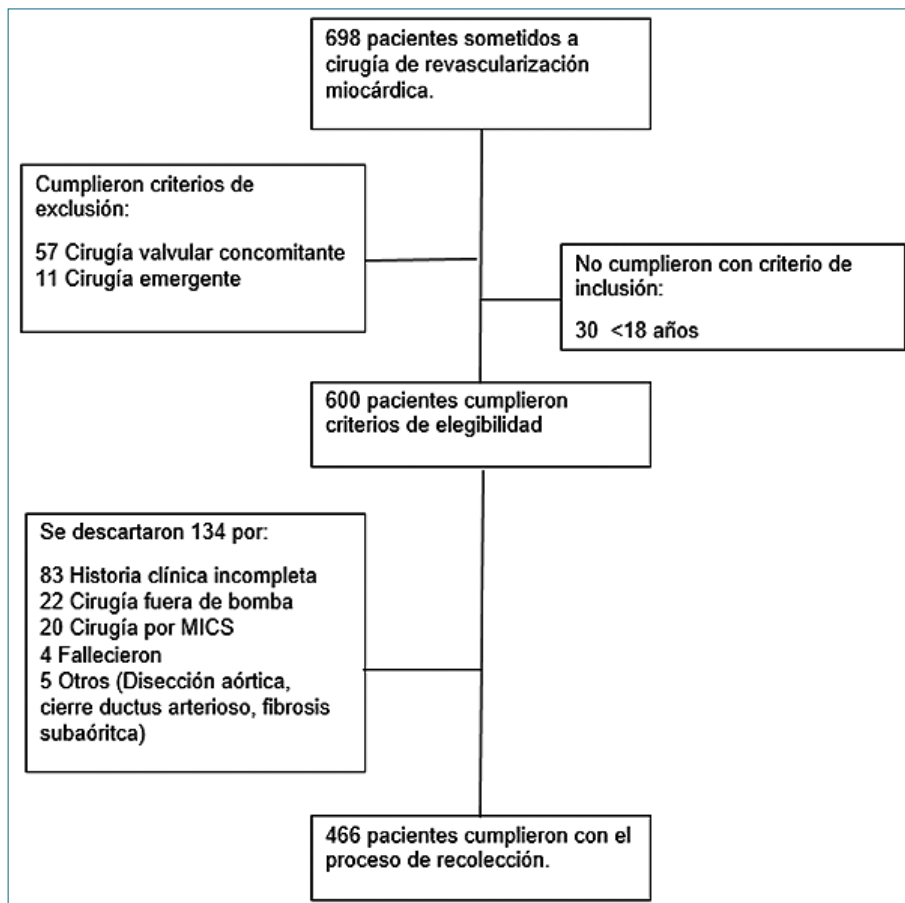 698 pacientes sometidos a
cirugía de revascularización
miocárdica.
Cumplieron criterios de
exclusión:
57 Cirugía valvular concomitante
11 Cirugía emergente
No cumplieron con criterio de
inclusión:
30 <18 años
600 pacientes cumplieron
criterios de elegibilidad
Se descartaron 134 por:
83 Historia clínica incompleta
22 Cirugía fuera de bomba
20 Cirugía por MICS
4 Fallecieron
5 Otros (Disección aórtica,
cierre ductus arterioso, fibrosis
subaóritca)
466 pacientes cumplieron con el
proceso de recolección.